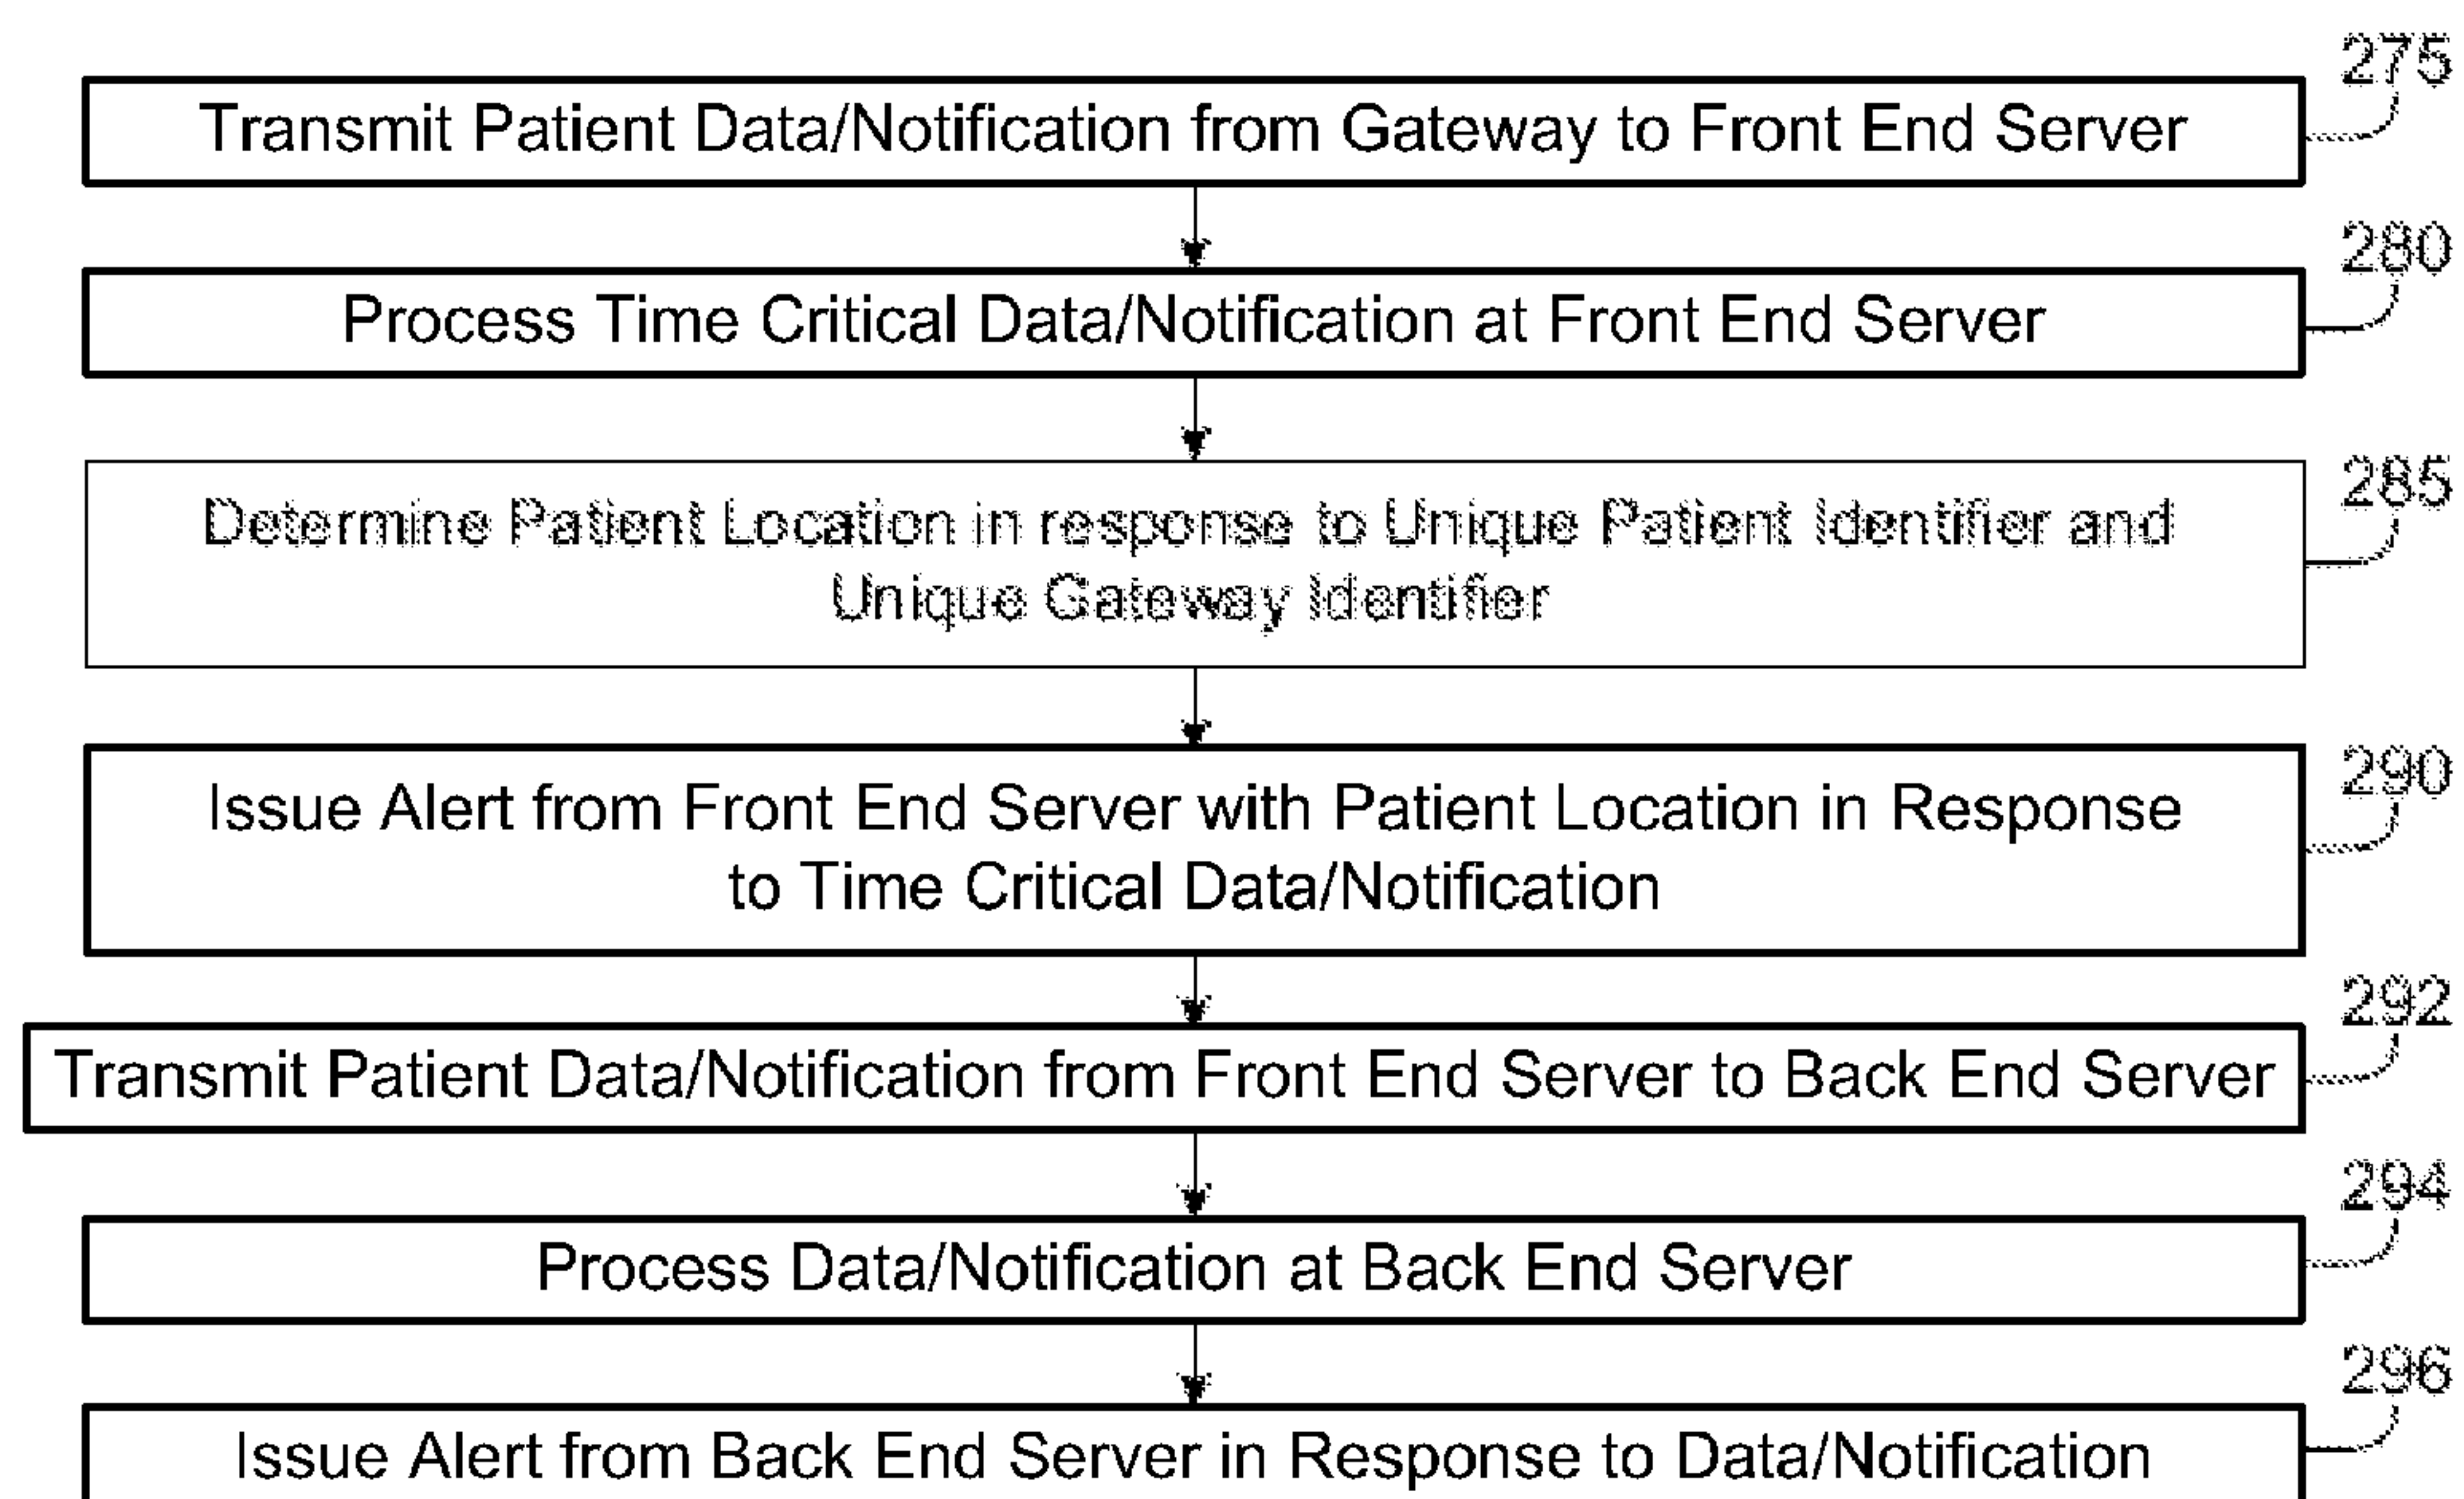 275
Transmit Patient Data/Notification from Gateway to Front End Server
280
Process Time Critical Data/Notification at Front End Server
285
Determine Patient Location in response to Unique Patient Identifier and
Unique Gateway Identifier
290
Issue Alert from Front End Server with Patient Location in Response
to Time Critical Data/Notification
292
Transmit Patient Data/Notification from Front End Server to Back End Server
294
Process Data/Notification at Back End Server
296
Issue Alert from Back End Server in Response to Data/Notification